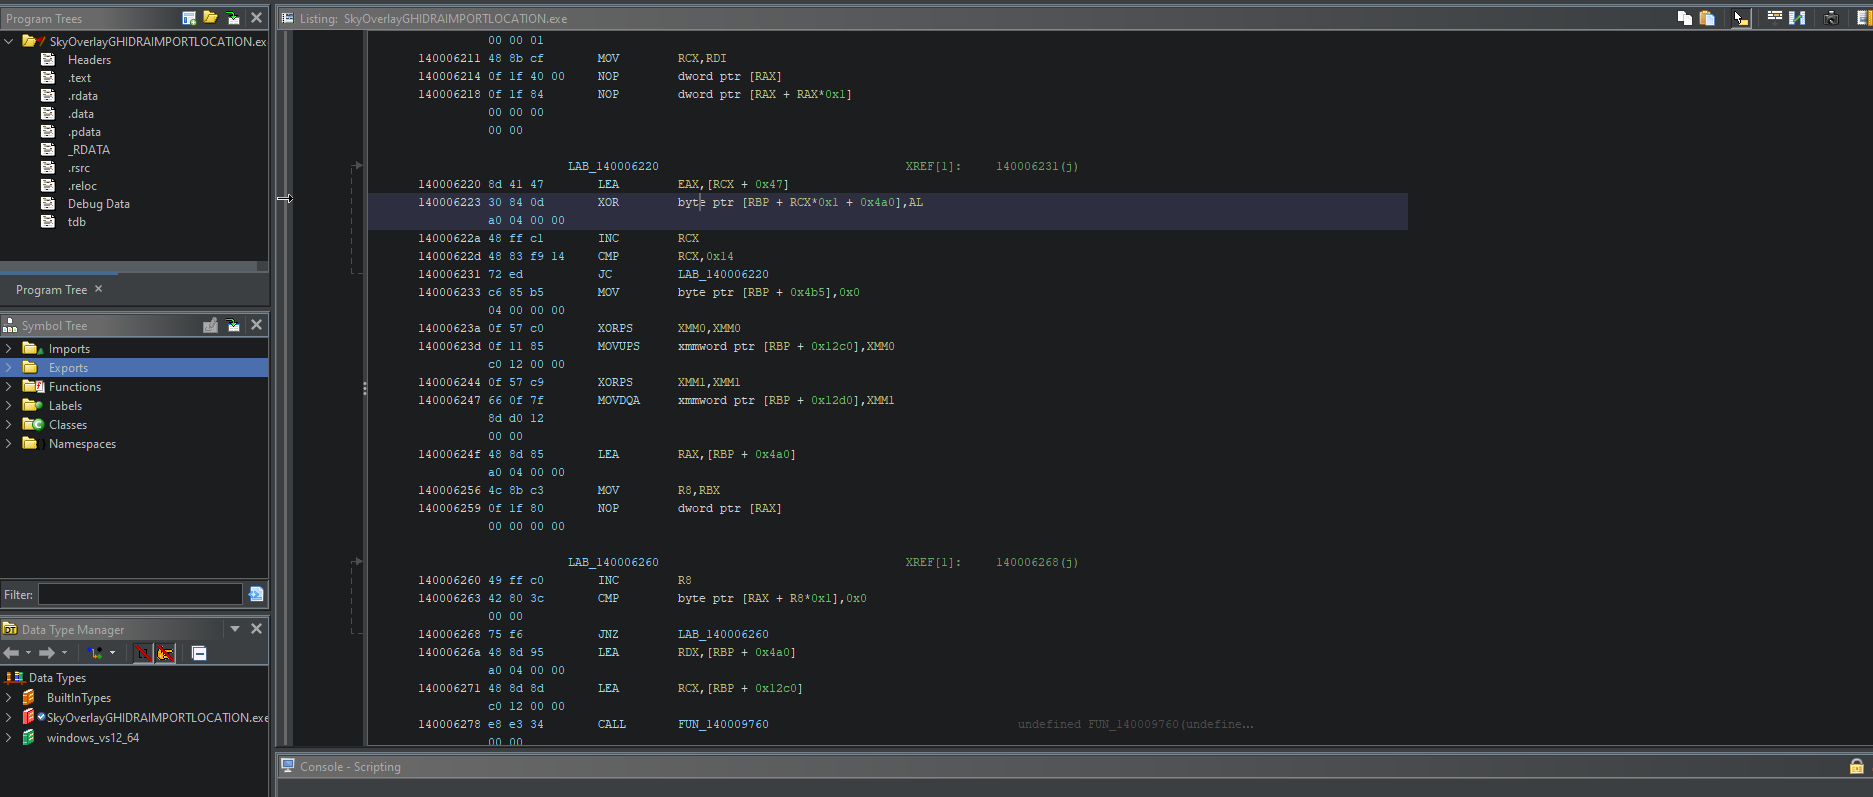 Program Trees
SkyOverlayGHIDRAIMPORTLOCATION.ex
Headers
.text
.rdata
.data
.pdata
_RDATA
.rsrc
.reloc
Debug Data
tdb
Program Tree ×
Symbol Tree
Imports
Exports
Functions
Labels
Classes
Namespaces
Filter:
Data Type Manager
Data Types
BuiltInTypes
SkyOverlayGHIDRAIMPORTLOCATION.exe
windows_vs12_64
Listing: SkyOverlayGHIDRAIMPORTLOCATION.exe
00 00 01
140006211 48 8b cf MOV RCX,RDI
140006214 0f 1f 40 00 NOP dword ptr [RAX]
140006218 0f 1f 84 NOP dword ptr [RAX + RAX*0x1]
00 00 00
00 00
LAB_140006220 XREF[1]: 140006231(j)
140006220 8d 41 47 LEA EAX,[RCX + 0x47]
140006223 30 84 0d XOR byte ptr [RBP + RCX*0x1 + 0x4a0],AL
a0 04 00 00
14000622a 48 ff c1 INC RCX
14000622d 48 83 f9 14 CMP RCX,0x14
140006231 72 ed JC LAB_140006220
140006233 c6 85 b5 MOV byte ptr [RBP + 0x4b5],0x0
04 00 00 00
14000623a 0f 57 c0 XORPS XMM0,XMM0
14000623d 0f 11 85 MOVUPS xmmword ptr [RBP + 0x12c0],XMM0
c0 12 00 00
140006244 0f 57 c9 XORPS XMM1,XMM1
140006247 66 0f 7f MOVDQA xmmword ptr [RBP + 0x12d0],XMM1
8d d0 12
00 00
14000624f 48 8d 85 LEA RAX,[RBP + 0x4a0]
a0 04 00 00
140006256 4c 8b c3 MOV R8,RBX
140006259 0f 1f 80 NOP dword ptr [RAX]
00 00 00 00
LAB_140006260 XREF[1]: 140006268(j)
140006260 49 ff c0 INC R8
140006263 42 80 3c CMP byte ptr [RAX + R8*0x1],0x0
00 00
140006268 75 f6 JNZ LAB_140006260
14000626a 48 8d 95 LEA RDX,[RBP + 0x4a0]
a0 04 00 00
140006271 48 8d 8d LEA RCX,[RBP + 0x12c0]
c0 12 00 00
140006278 e8 e3 34 CALL FUN_140009760 undefined FUN_140009760(undefine...
00 00
Console - Scripting